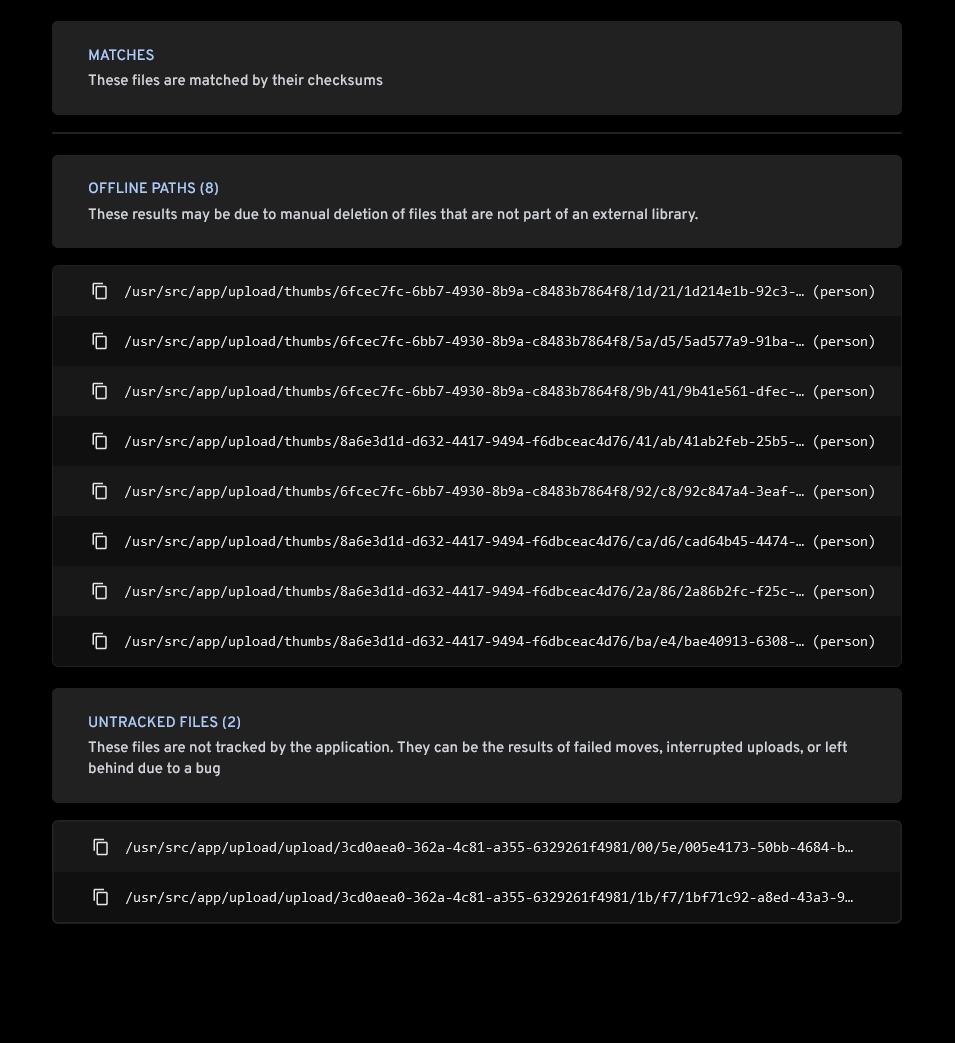 MATCHES
These files are matched by their checksums
OFFLINE PATHS (8)
These results may be due to manual deletion of files that are not part of an external library.
/usr/src/app/upload/thumbs/6fcec7fc-6bb7-4930-8b9a-c8483b7864f8/1d/21/1d214e1b-92c3-… (person)
/usr/src/app/upload/thumbs/6fcec7fc-6bb7-4930-8b9a-c8483b7864f8/5a/d5/5ad577a9-91ba-… (person)
/usr/src/app/upload/thumbs/6fcec7fc-6bb7-4930-8b9a-c8483b7864f8/9b/41/9b41e561-dfec-… (person)
/usr/src/app/upload/thumbs/8a6e3d1d-d632-4417-9494-f6dbceac4d76/41/ab/41ab2feb-25b5-… (person)
/usr/src/app/upload/thumbs/6fcec7fc-6bb7-4930-8b9a-c8483b7864f8/92/c8/92c847a4-3eaf-… (person)
/usr/src/app/upload/thumbs/8a6e3d1d-d632-4417-9494-f6dbceac4d76/ca/d6/cad64b45-4474-… (person)
/usr/src/app/upload/thumbs/8a6e3d1d-d632-4417-9494-f6dbceac4d76/2a/86/2a86b2fc-f25c-… (person)
/usr/src/app/upload/thumbs/8a6e3d1d-d632-4417-9494-f6dbceac4d76/ba/e4/bae40913-6308-… (person)
UNTRACKED FILES (2)
These files are not tracked by the application. They can be the results of failed moves, interrupted uploads, or left
behind due to a bug
/usr/src/app/upload/upload/3cd0aea0-362a-4c81-a355-6329261f4981/00/5e/005e4173-50bb-4684-b…
/usr/src/app/upload/upload/3cd0aea0-362a-4c81-a355-6329261f4981/1b/f7/1bf71c92-a8ed-43a3-9…